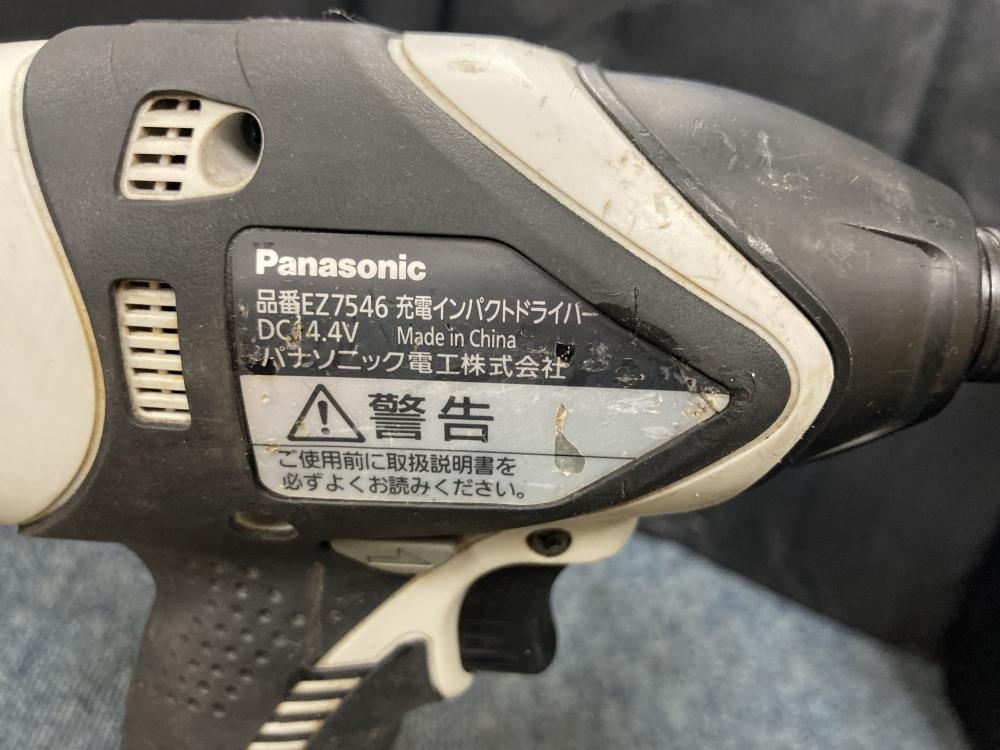 Panasonic
品番EZ7546 充電インパクトドライバー
DC14.4V Made in China
パナソニック電工株式会社
警告
ご使用前に取扱説明書を
必ずよくお読みください。